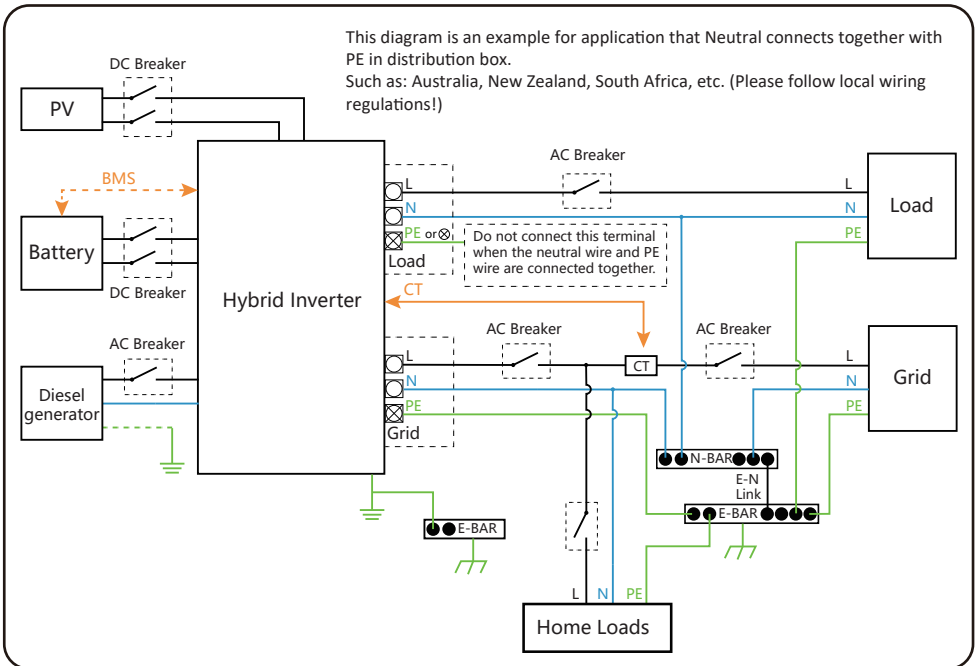 This diagram is an example for application that Neutral connects together with
PE in distribution box.
Such as: Australia, New Zealand, South Africa, etc. (Please follow local wiring
regulations!)
DC Breaker
PV
BMS
Battery
DC Breaker
AC Breaker
Diesel
generator
Hybrid Inverter
L
N
PE or⊗
Load
Do not connect this terminal
when the neutral wire and PE
wire are connected together.
AC Breaker
L
N
PE
Load
CT
AC Breaker
CT
AC Breaker
L
N
PE
Grid
L
N
PE
Grid
N-BAR
E-N
Link
E-BAR
E-BAR
L N PE
Home Loads